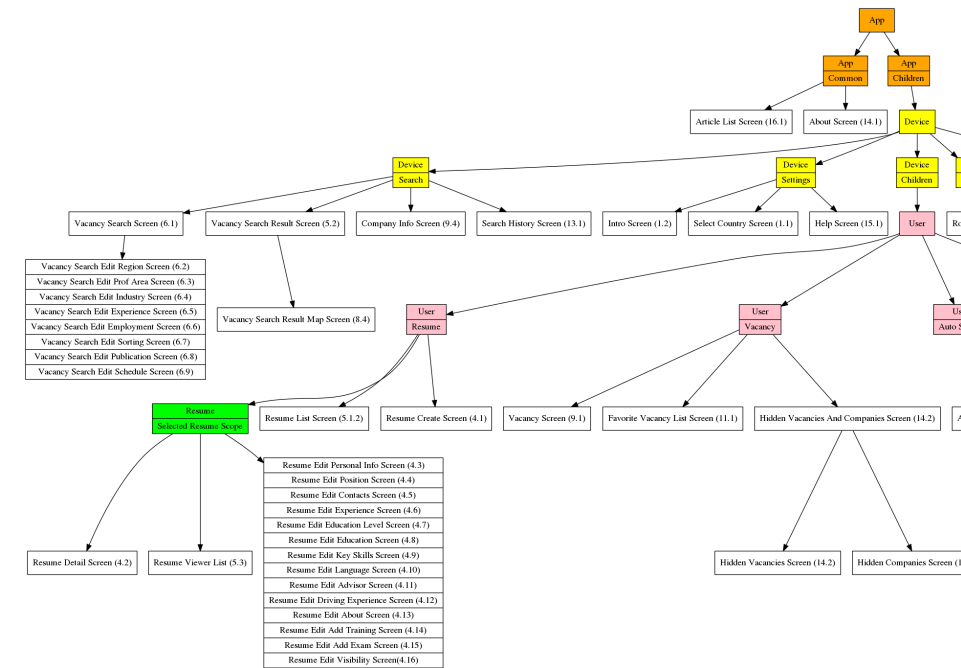 App
App
Common
App
Children
Article List Screen (16.1)
About Screen (14.1)
Device
Device
Search
Device
Settings
Device
Children
Vacancy Search Screen (6.1)
Vacancy Search Result Screen (5.2)
Company Info Screen (9.4)
Search History Screen (13.1)
Intro Screen (1.2)
Select Country Screen (1.1)
Help Screen (15.1)
User
Ro
Vacancy Search Edit Region Screen (6.2)
Vacancy Search Edit Prof Area Screen (6.3)
Vacancy Search Edit Industry Screen (6.4)
Vacancy Search Edit Experience Screen (6.5)
Vacancy Search Edit Employment Screen (6.6)
Vacancy Search Edit Sorting Screen (6.7)
Vacancy Search Edit Publication Screen (6.8)
Vacancy Search Edit Schedule Screen (6.9)
Vacancy Search Result Map Screen (8.4)
User
Resume
User
Vacancy
Us
Auto S
Resume
Selected Resume Scope
Resume List Screen (5.1.2)
Resume Create Screen (4.1)
Vacancy Screen (9.1)
Favorite Vacancy List Screen (11.1)
Hidden Vacancies And Companies Screen (14.2)
A
Resume Detail Screen (4.2)
Resume Viewer List (5.3)
Resume Edit Personal Info Screen (4.3)
Resume Edit Position Screen (4.4)
Resume Edit Contacts Screen (4.5)
Resume Edit Experience Screen (4.6)
Resume Edit Education Level Screen (4.7)
Resume Edit Education Screen (4.8)
Resume Edit Key Skills Screen (4.9)
Resume Edit Language Screen (4.10)
Resume Edit Advisor Screen (4.11)
Resume Edit Driving Experience Screen (4.12)
Resume Edit About Screen (4.13)
Resume Edit Add Training Screen (4.14)
Resume Edit Add Exam Screen (4.15)
Resume Edit Visibility Screen(4.16)
Hidden Vacancies Screen (14.2)
Hidden Companies Screen (1